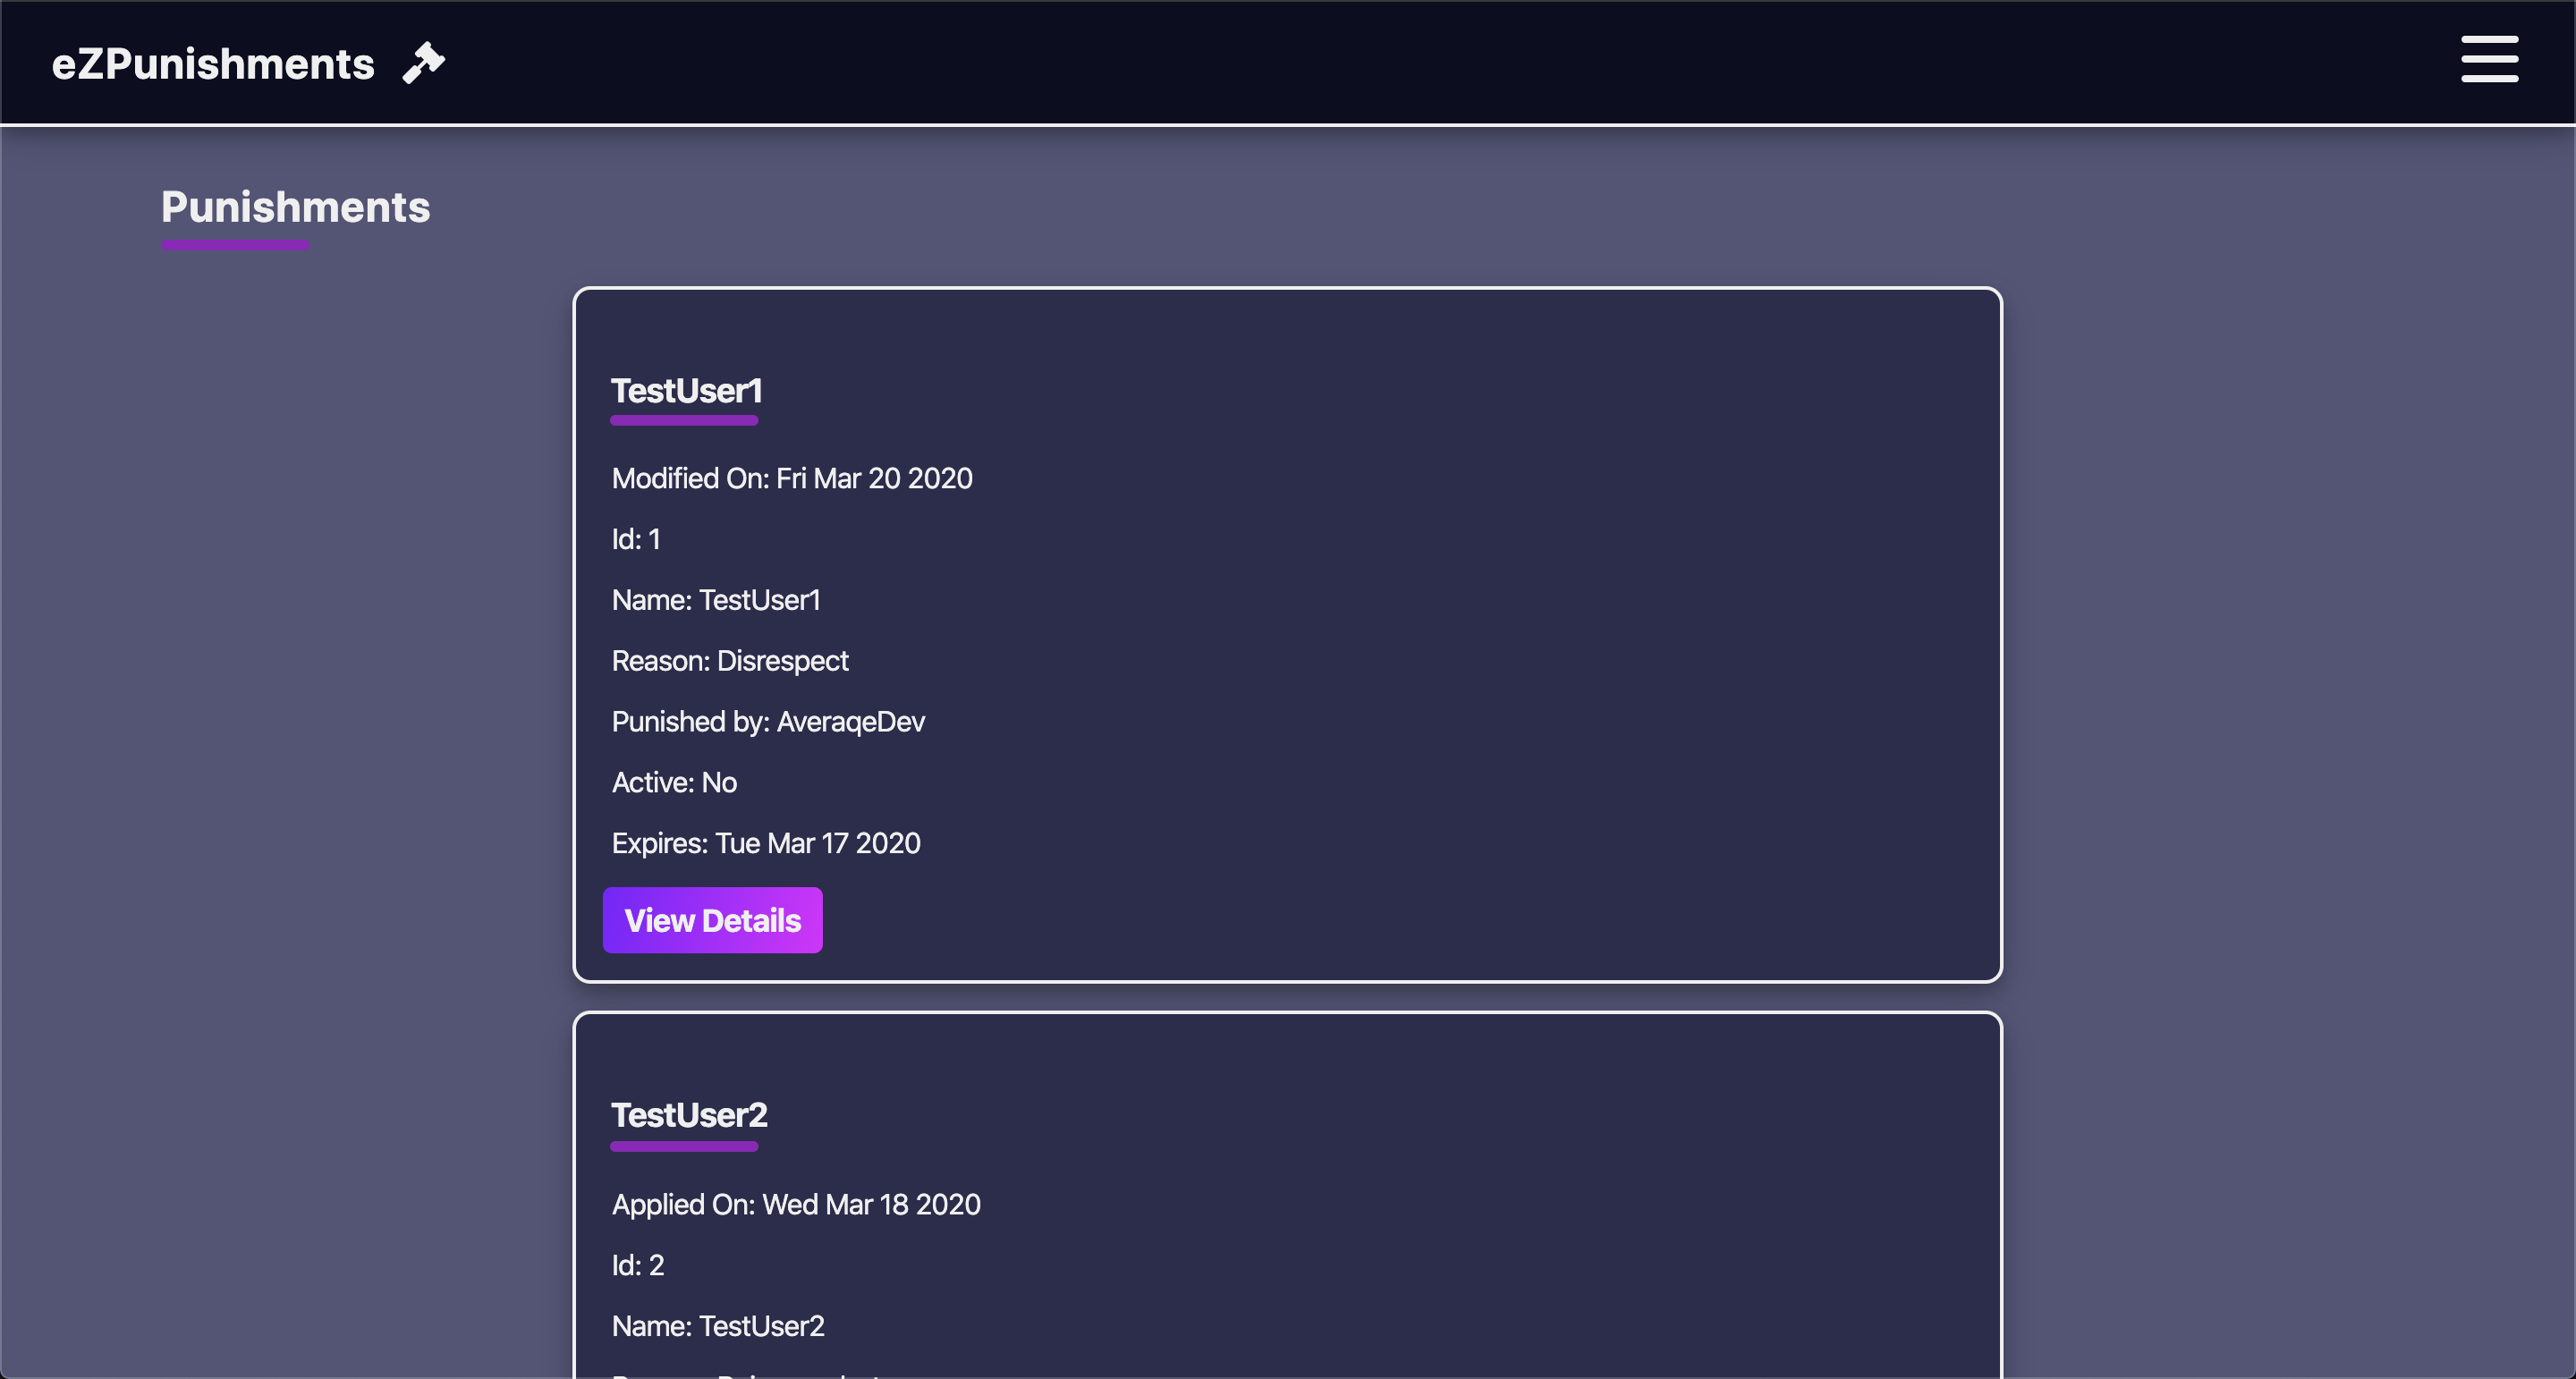 eZPunishments
Punishments
TestUser1
Modified On: Fri Mar 20 2020
Id: 1
Name: TestUser1
Reason: Disrespect
Punished by: AveraqeDev
Active: No
Expires: Tue Mar 17 2020
View Details
TestUser2
Applied On: Wed Mar 18 2020
Id: 2
Name: TestUser2